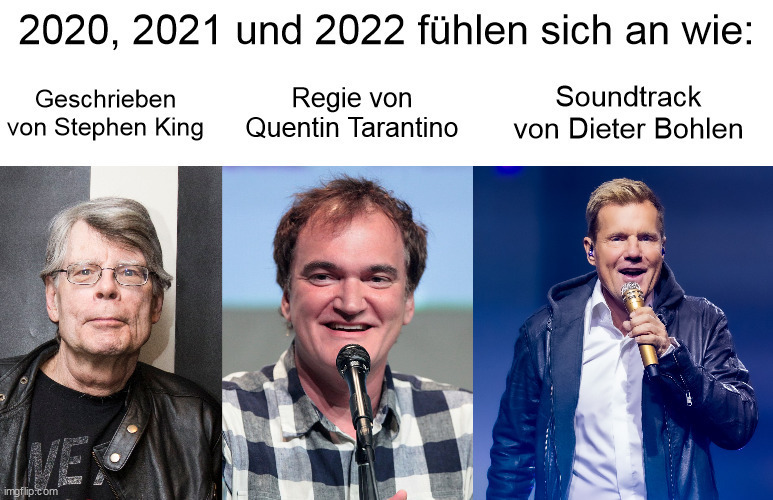 2020, 2021 und 2022 fühlen sich an wie:
Geschrieben
von Stephen King
Regie von
Quentin Tarantino
Soundtrack
von Dieter Bohlen
imgflip.com